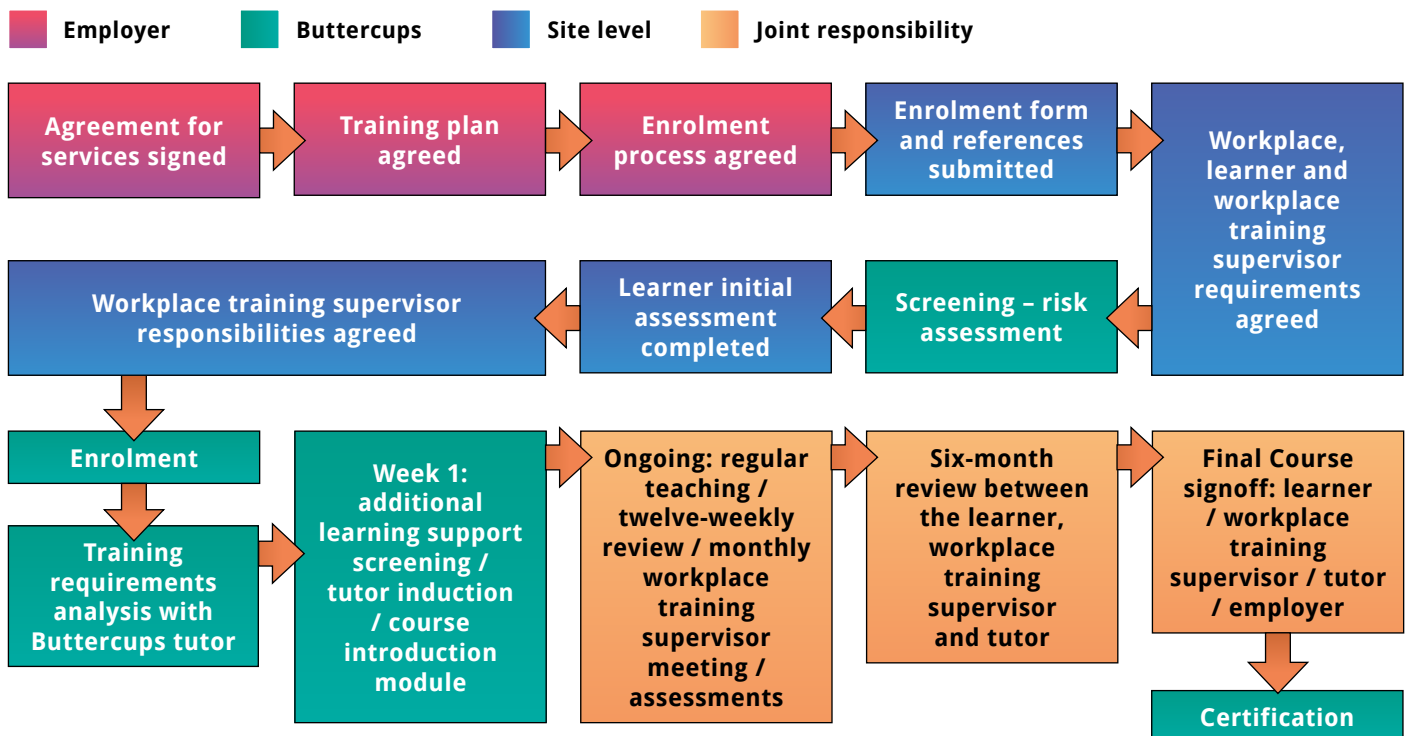 Employer
Buttercups
Site level
Joint responsibility
Agreement for
services signed
Training plan
agreed
Enrolment
process agreed
Enrolment form
and references
submitted
Workplace,
learner and
workplace
training
supervisor
requirements
agreed
Screening – risk
assessment
Learner initial
assessment
completed
Workplace training supervisor
responsibilities agreed
Enrolment
Training
requirements
analysis with
Buttercups tutor
Week 1:
additional
learning support
screening /
tutor induction
/ course
introduction
module
Ongoing: regular
teaching /
twelve-weekly
review / monthly
workplace
training
supervisor
meeting /
assessments
Six-month
review between
the learner,
workplace
training
supervisor
and tutor
Final Course
signoff: learner
/ workplace
training
supervisor / tutor
/ employer
Certification